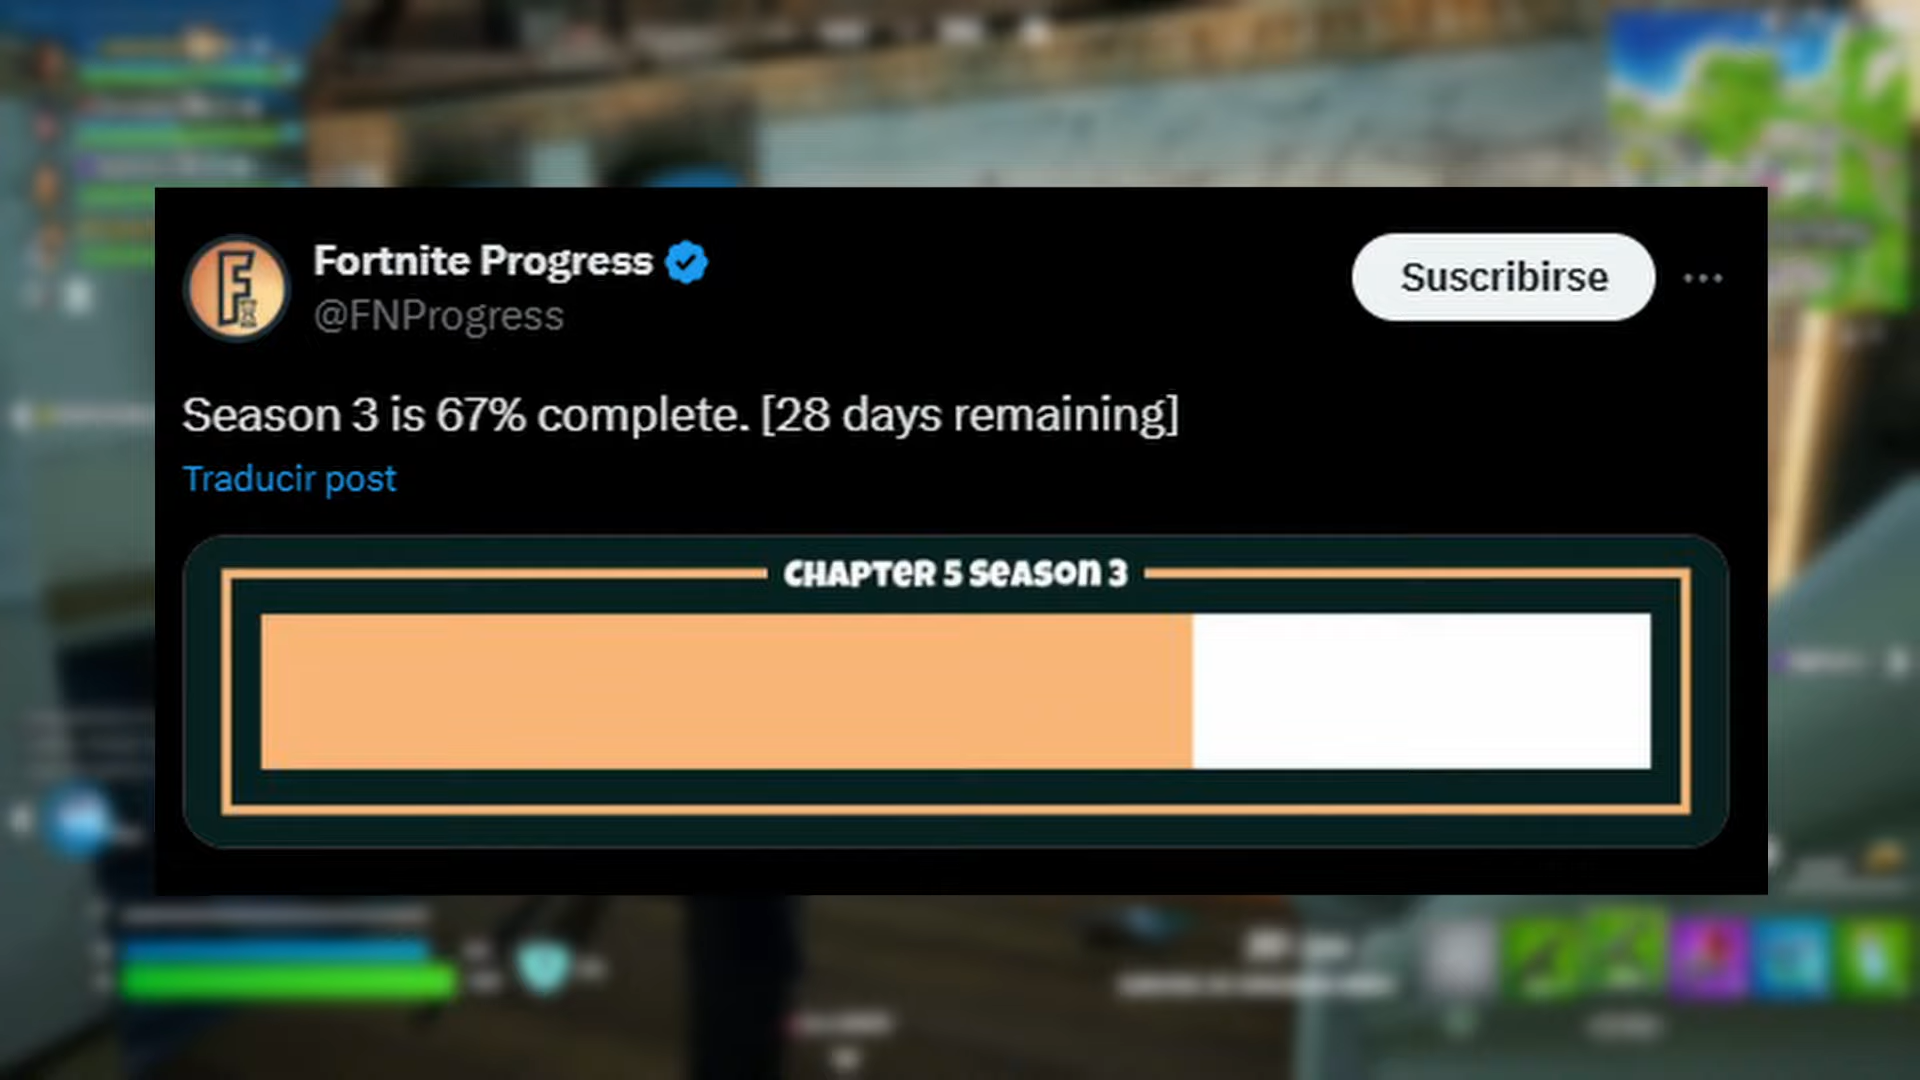 Fortnite Progress
@FNProgress
Suscribirse
Season 3 is 67% complete. [28 days remaining]
Traducir post
CHAPTER 5 SEASON 3